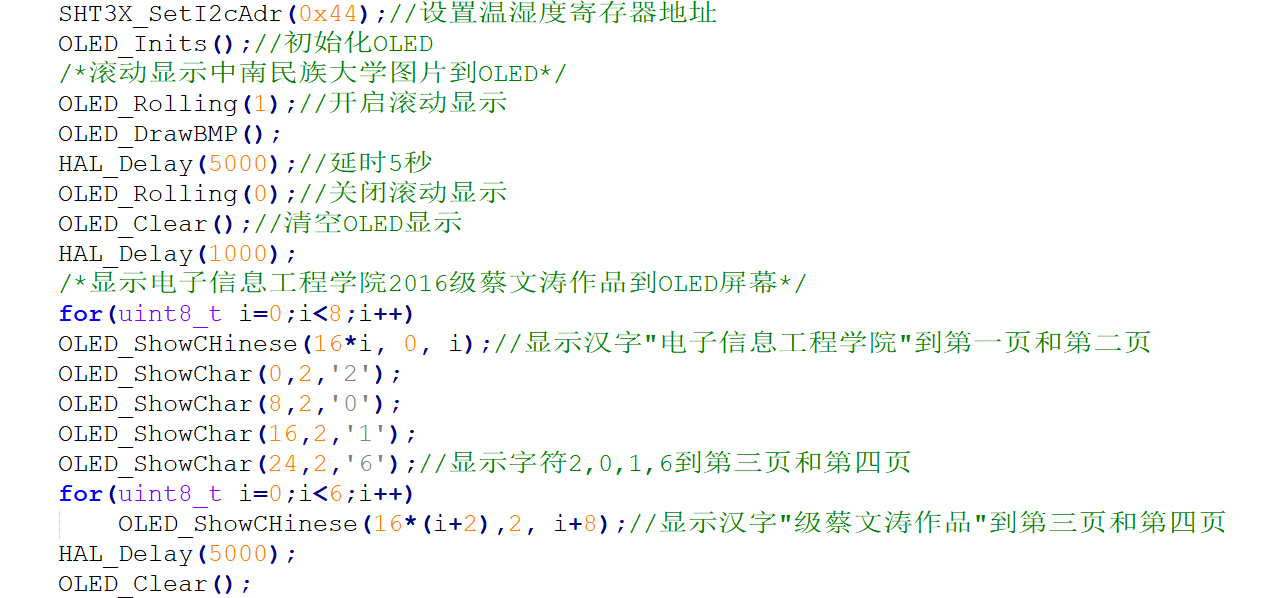 SHT3X_SetI2cAdr(0x44);//设置温湿度寄存器地址
OLED_Inits();//初始化OLED
/*滚动显示中南民族大学图片到OLED*/
OLED_Rolling(1);//开启滚动显示
OLED_DrawBMP();
HAL_Delay(5000);//延时5秒
OLED_Rolling(0);//关闭滚动显示
OLED_Clear();//清空OLED显示
HAL_Delay(1000);
/*显示电子信息工程学院2016级蔡文涛作品到OLED屏幕*/
for(uint8_t i=0;i<8;i++)
OLED_ShowCHinese(16*i, 0, i);//显示汉字"电子信息工程学院"到第一页和第二页
OLED_ShowChar(0,2,'2');
OLED_ShowChar(8,2,'0');
OLED_ShowChar(16,2,'1');
OLED_ShowChar(24,2,'6');//显示字符2,0,1,6到第三页和第四页
for(uint8_t i=0;i<6;i++)
    OLED_ShowCHinese(16*(i+2),2, i+8);//显示汉字"级蔡文涛作品"到第三页和第四页
HAL_Delay(5000);
OLED_Clear();